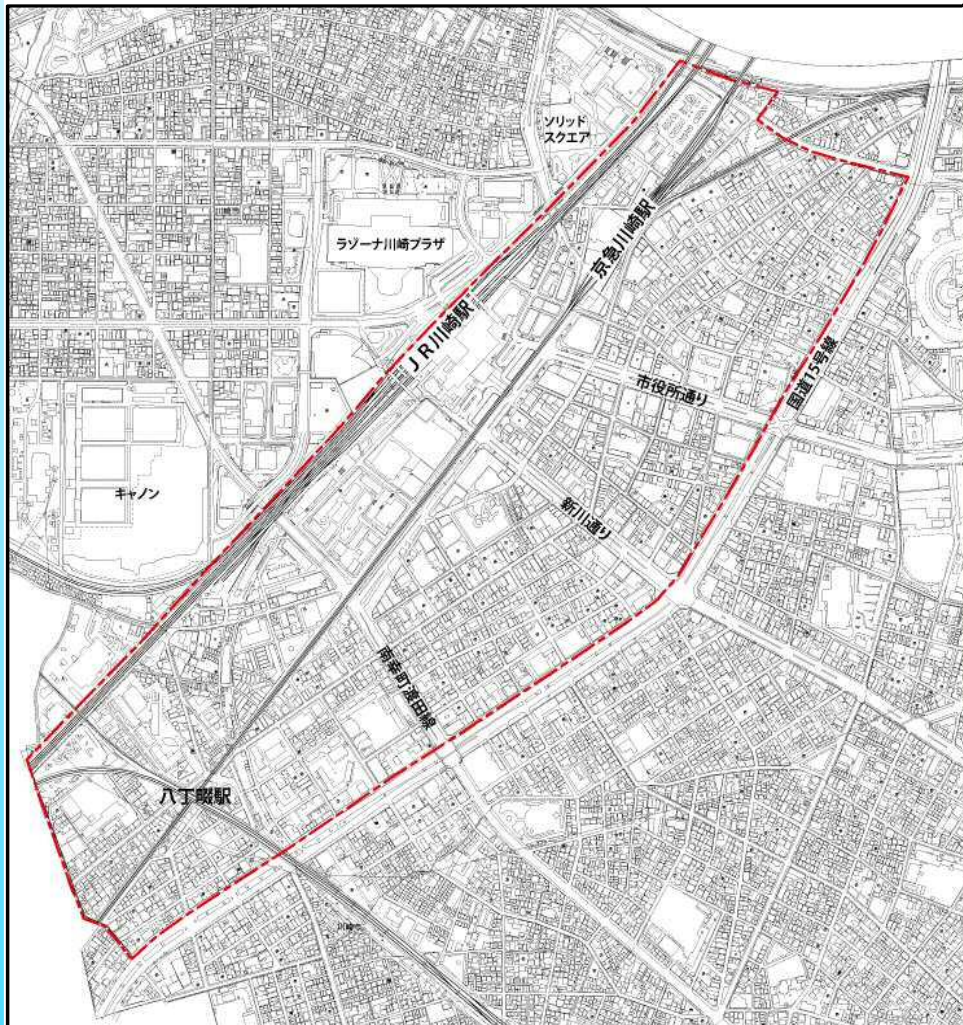 ソリッド
スクエア
京急川崎駅
ラゾーナ川崎プラザ
JR川崎駅
国道15号線
市役所通り
キヤノン
新川通り
南幸町渡田線
八丁畷駅